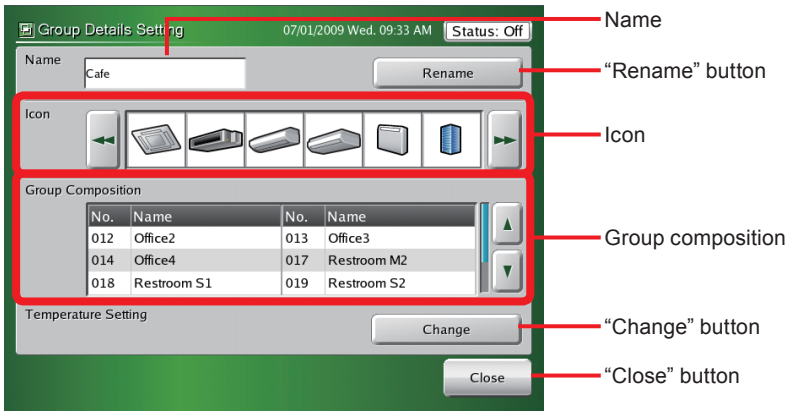 Group Details Setting 07/01/2009 Wed. 09:33 AM Status: Off
Name
Name
Cafe
Rename
“Rename” button
Icon
Icon
Group Composition
No. Name No. Name
012 Office2 013 Office3
014 Office4 017 Restroom M2
018 Restroom S1 019 Restroom S2
Group composition
Temperature Setting
Change
“Change” button
Close
“Close” button